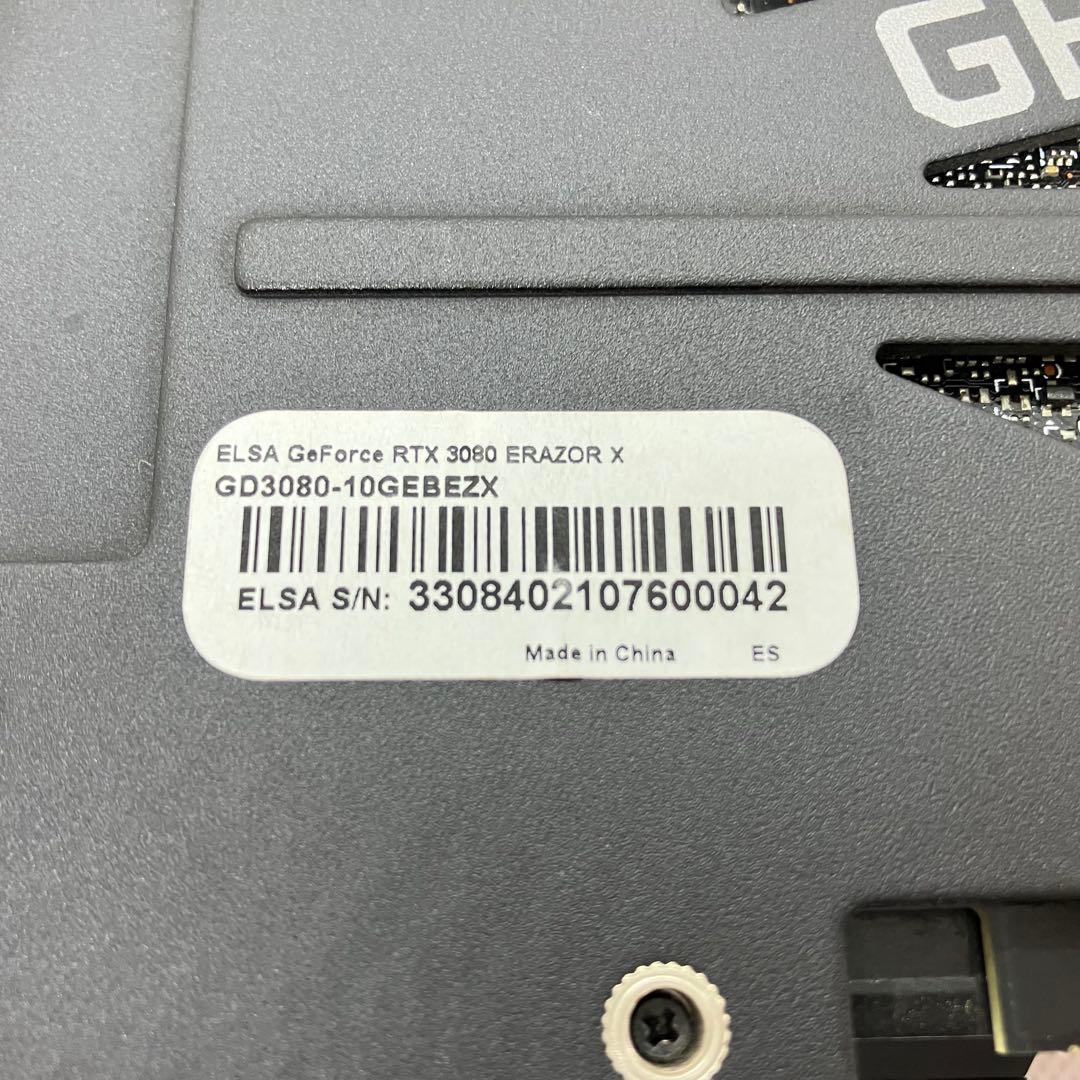 ELSA GeForce RTX 3080 ERAZOR X
GD3080-10GEBEZX
ELSA S/N: 3308402107600042
Made in China ES